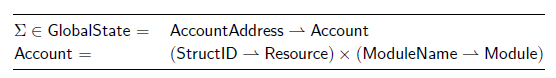 Σ ∈ GlobalState = AccountAddress ⇀ Account
Account = (StructID ⇀ Resource) × (ModuleName ⇀ Module)